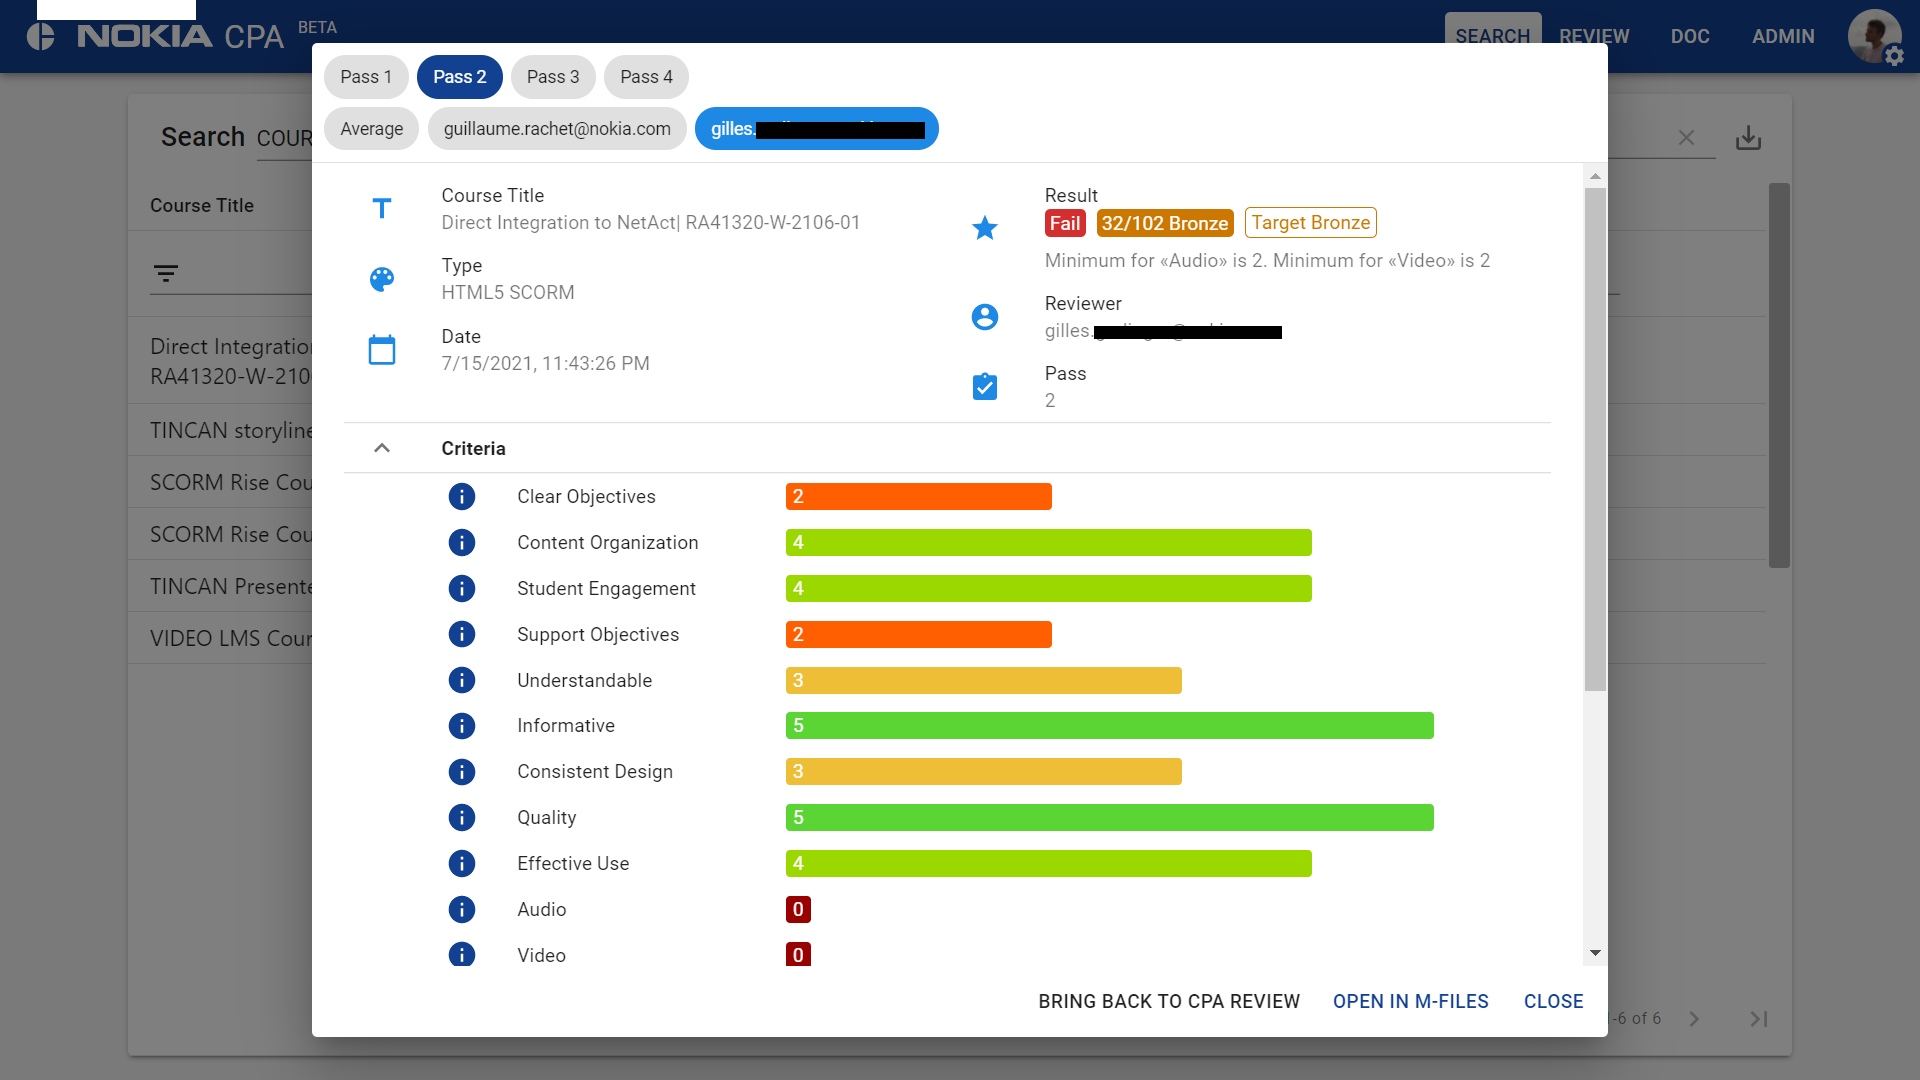 NOKIA CPA BETA
SEARCH REVIEW DOC ADMIN
Pass 1 Pass 2 Pass 3 Pass 4
Average guillaume.rachet@nokia.com gilles.
Search COUR
Course Title
Direct Integration
RA41320-W-210
TINCAN storyline
SCORM Rise Cou
SCORM Rise Cou
TINCAN Presente
VIDEO LMS Cour
Course Title
Direct Integration to NetAct| RA41320-W-2106-01
Type
HTML5 SCORM
Date
7/15/2021, 11:43:26 PM
Result
Fail 32/102 Bronze Target Bronze
Minimum for «Audio» is 2. Minimum for «Video» is 2
Reviewer
gilles.
Pass
2
Criteria
Clear Objectives 2
Content Organization 4
Student Engagement 4
Support Objectives 2
Understandable 3
Informative 5
Consistent Design 3
Quality 5
Effective Use 4
Audio 0
Video 0
BRING BACK TO CPA REVIEW OPEN IN M-FILES CLOSE
-6 of 6